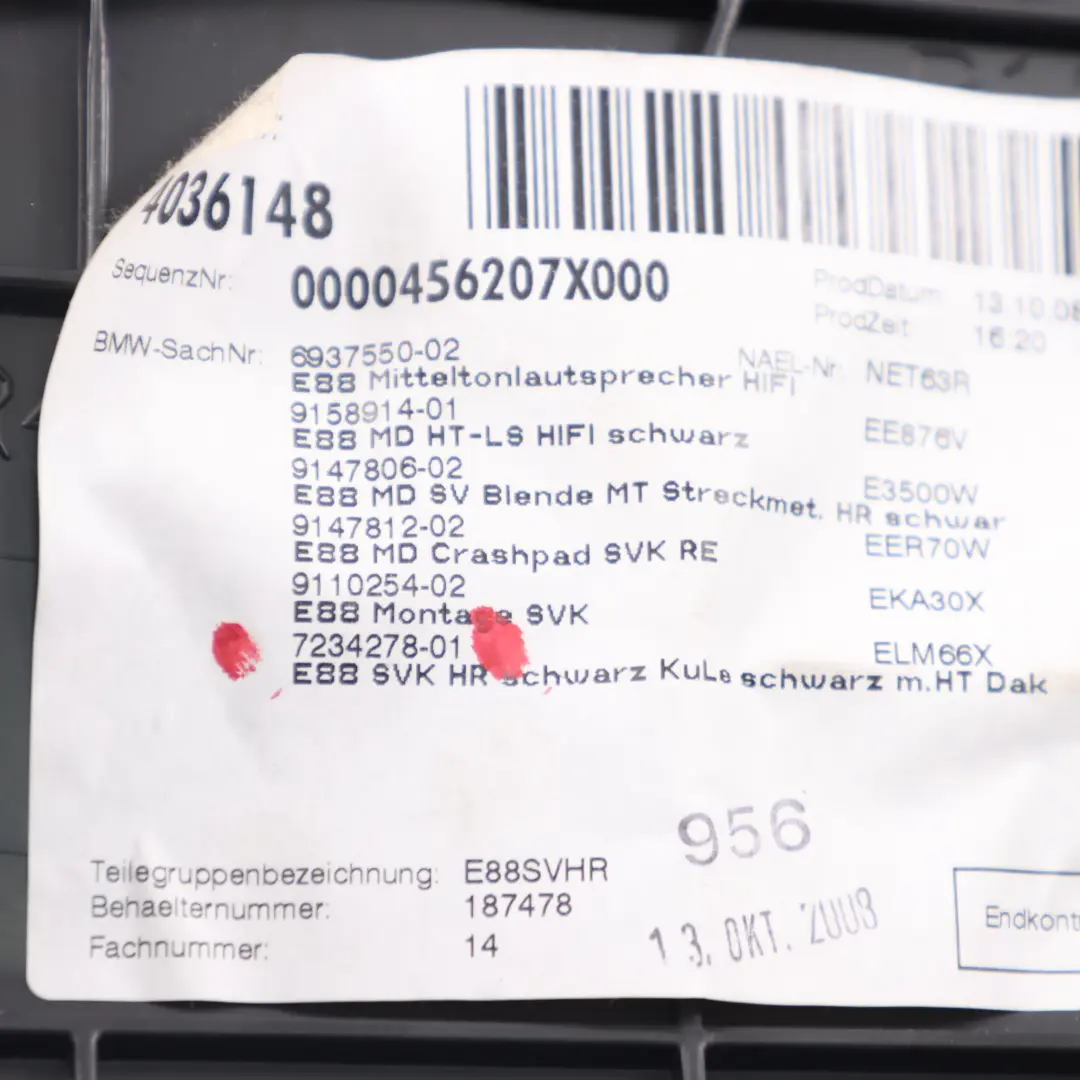 4036148
SequenzNr: 0000456207X000
ProdDatum 13.10.08
ProdZeit: 16.20
BMW-SachNr: 6937550-02 NAEL-Nr: NET63R
E88 Mitteltonlautsprecher HIFI
9158914-01 EE876V
E88 MD HT-LS HIFI schwarz
9147806-02 E3500W
E88 MD SV Blende MT Streckmet. HR schwar
9147812-02 EER70W
E88 MD Crashpad SVK RE
9110254-02 EKA30X
E88 Montage SVK
7234278-01 ELM66X
E88 SVK HR schwarz KuLe schwarz m.HT Dak
956
Teilegruppenbezeichnung: E88SVHR
Behaelternummer: 187478
Fachnummer: 14
13. OKT. 2008
Endkont